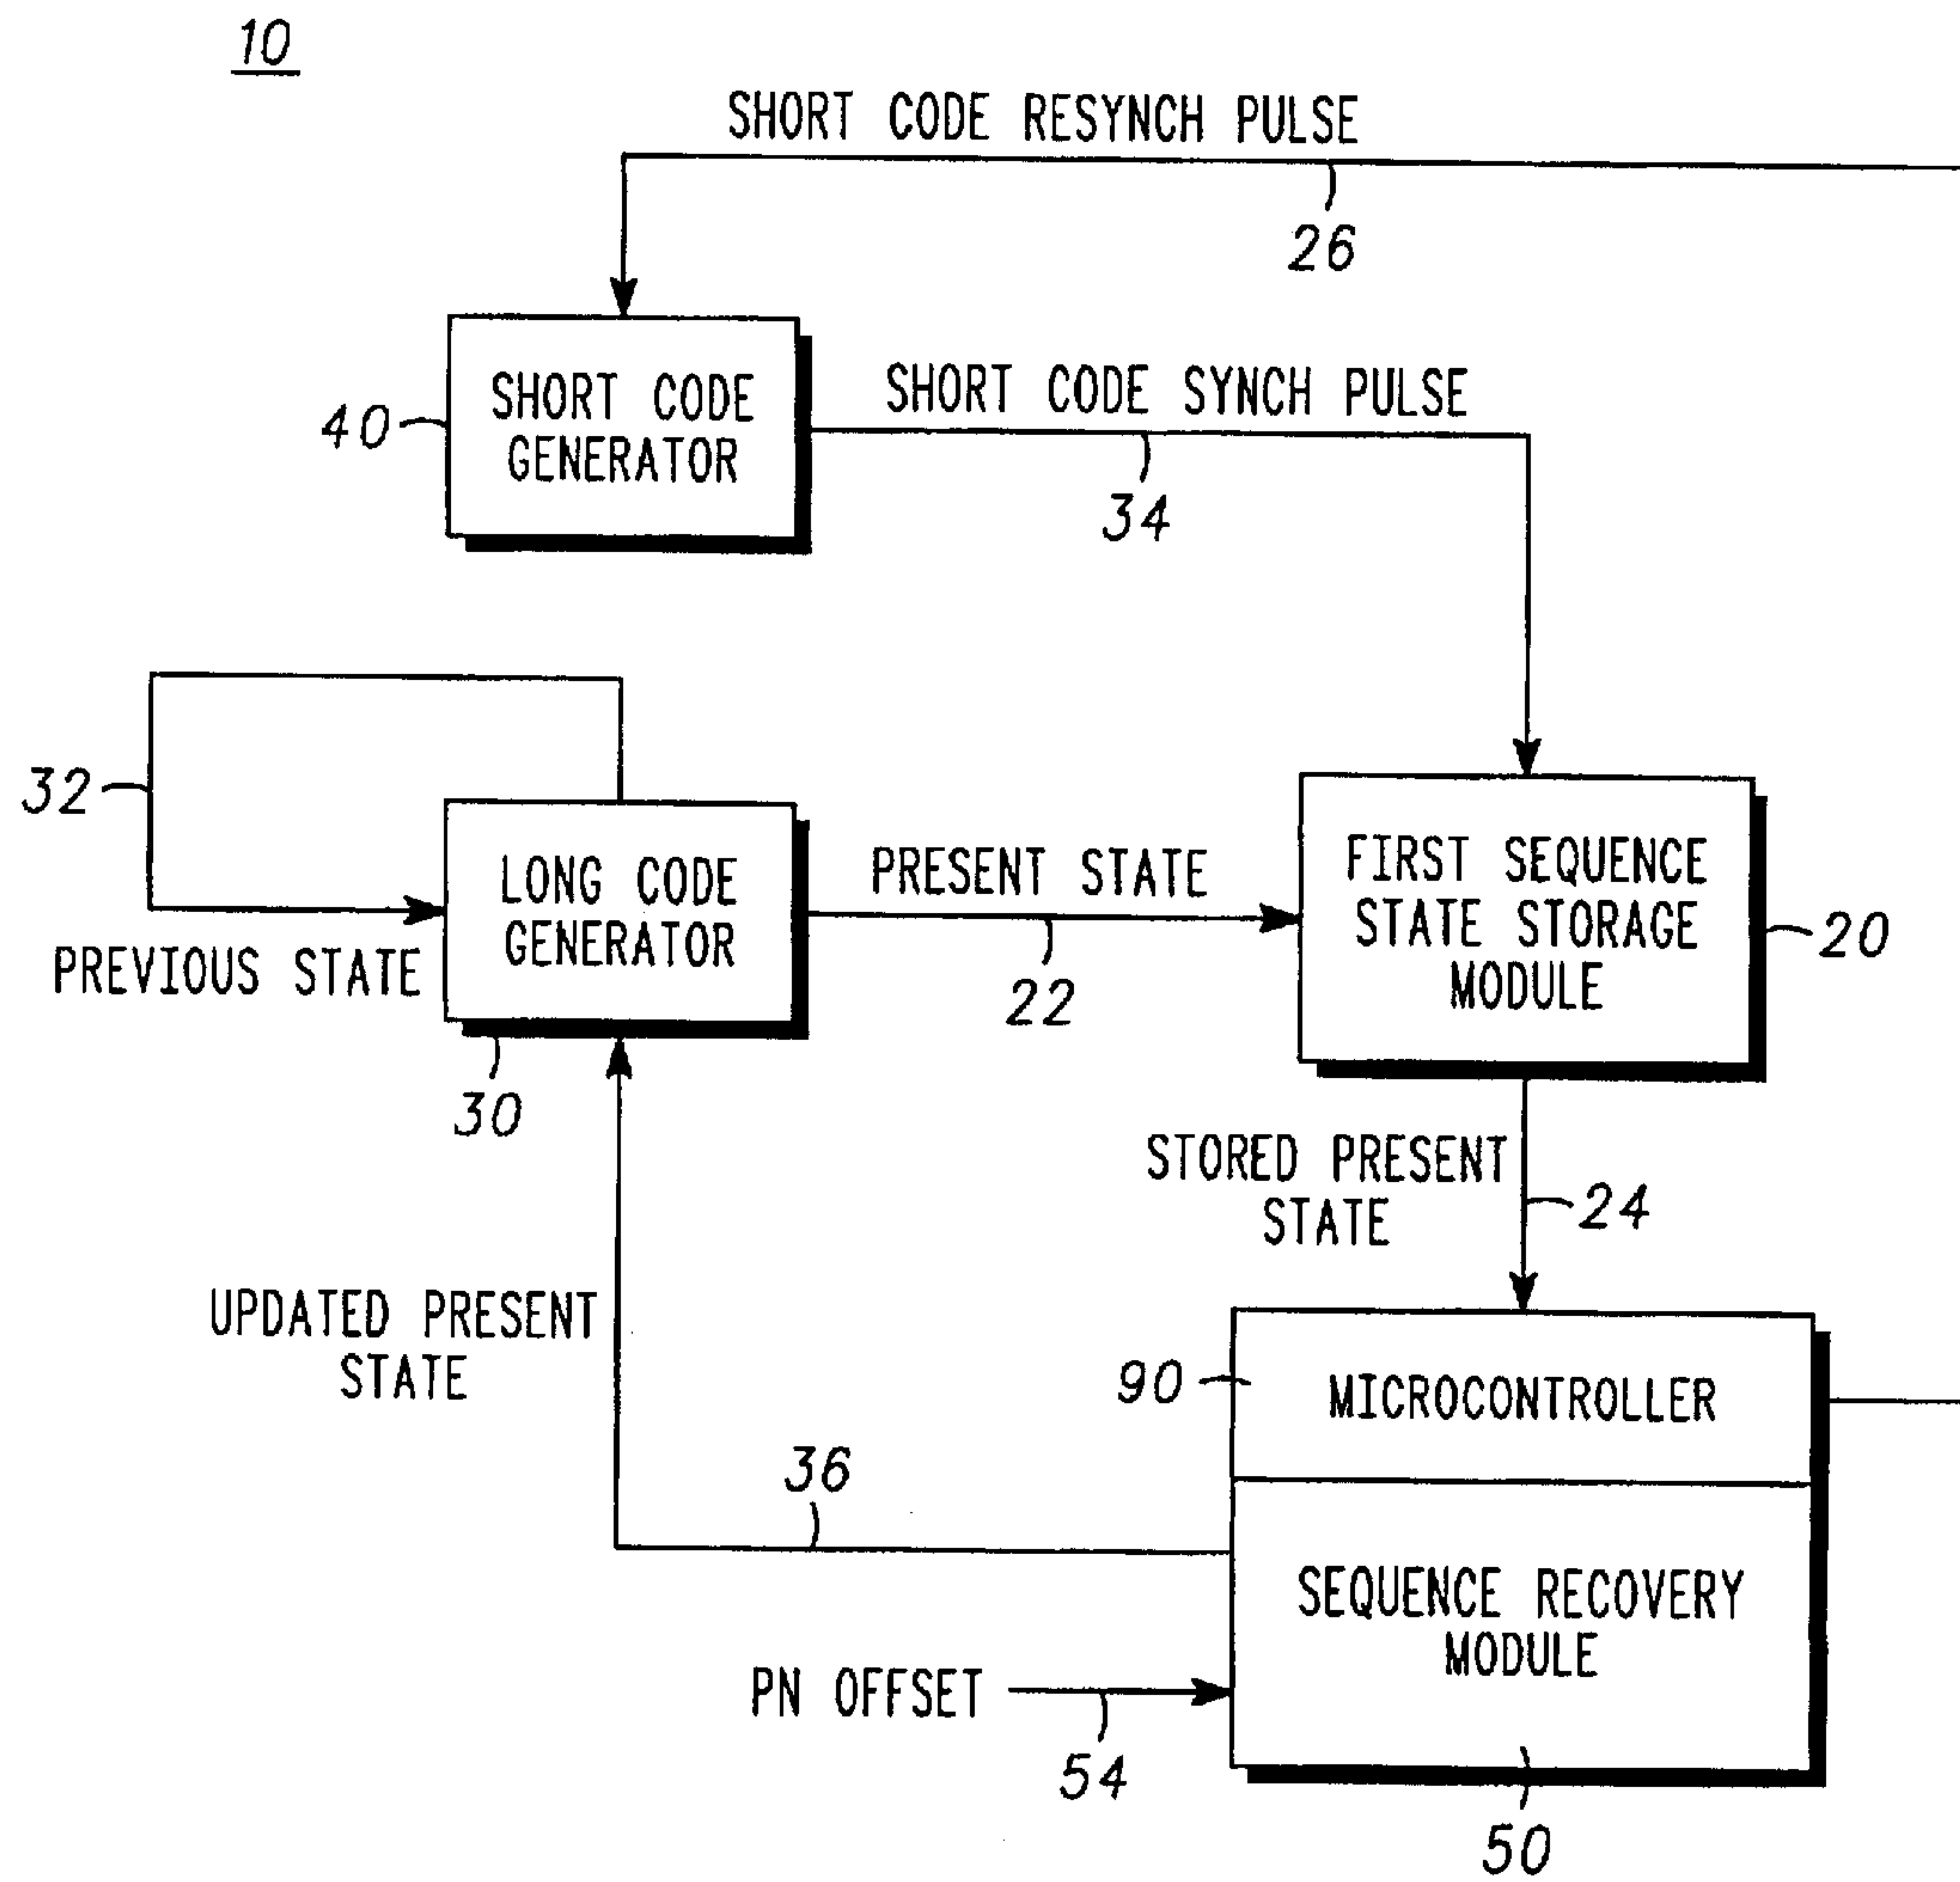 10
SHORT CODE RESYNCH PULSE
26
SHORT CODE
GENERATOR
40
SHORT CODE SYNCH PULSE
34
32
LONG CODE
GENERATOR
PREVIOUS STATE
30
PRESENT STATE
22
FIRST SEQUENCE
STATE STORAGE
MODULE
20
STORED PRESENT
STATE
24
UPDATED PRESENT
STATE
36
90
MICROCONTROLLER
SEQUENCE RECOVERY
MODULE
PN OFFSET
54
50